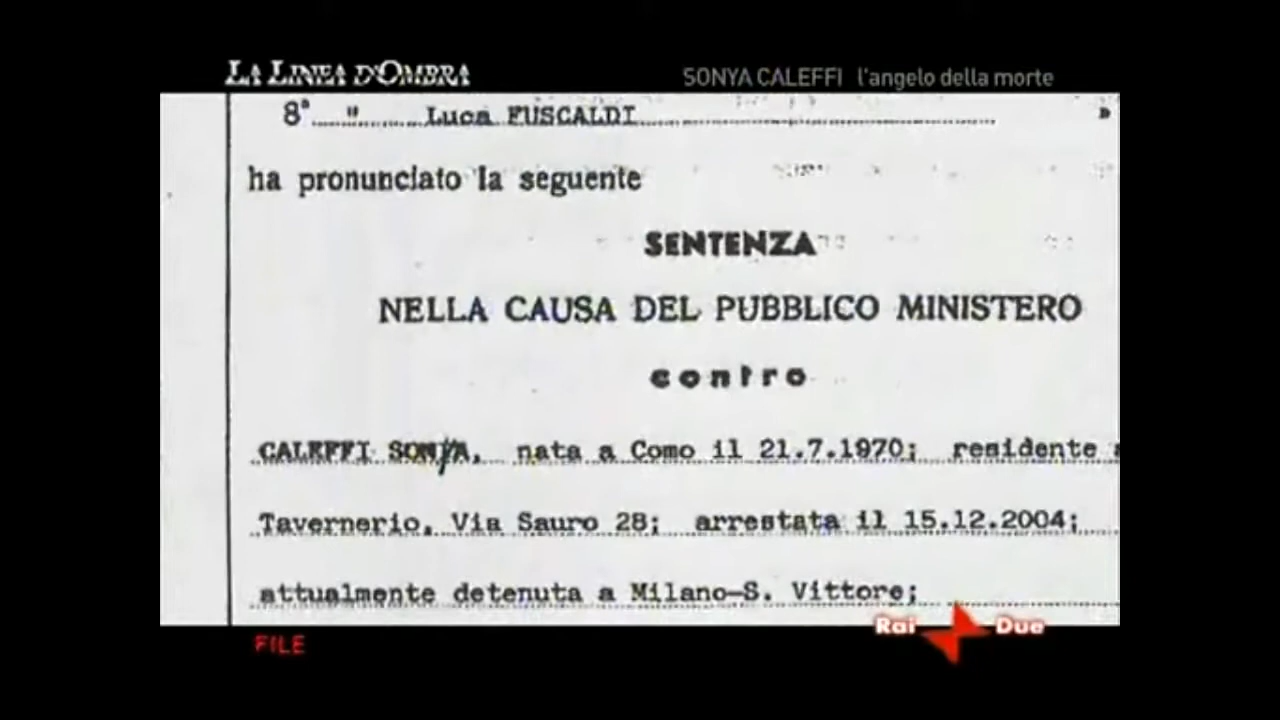 LA LINEA D'OMBRA
SONYA CALEFFI l'angelo della morte
8° " Luca FUSCALDI "
ha pronunciato la seguente
SENTENZA
NELLA CAUSA DEL PUBBLICO MINISTERO
contro
CALEFFI SONYA, nata a Como il 21.7.1970; residente a
Tavernerio, Via Sauro 28; arrestata il 15.12.2004;
attualmente detenuta a Milano-S. Vittore;
Rai Due
FILE